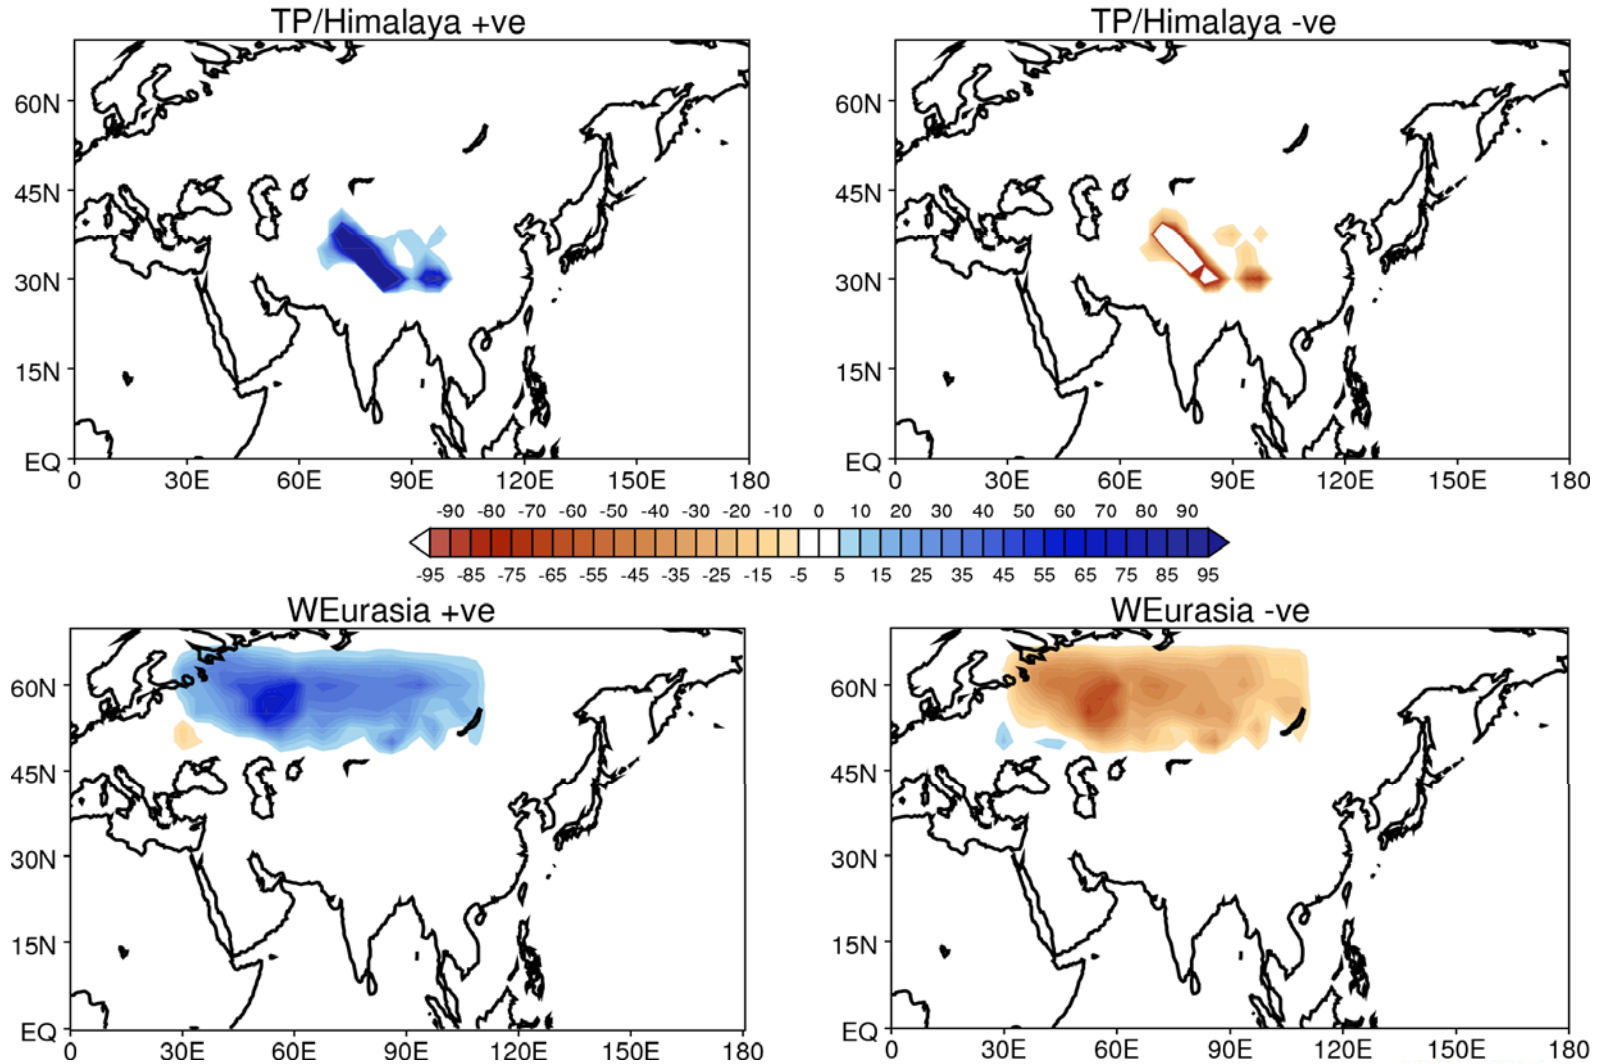 TP/Himalaya +ve
TP/Himalaya -ve
60N
45N
30N
15N
EQ
0 30E 60E 90E 120E 150E 180
60N
45N
30N
15N
EQ
0 30E 60E 90E 120E 150E 180
-90 -80 -70 -60 -50 -40 -30 -20 -10 0 10 20 30 40 50 60 70 80 90
-95 -85 -75 -65 -55 -45 -35 -25 -15 -5 5 15 25 35 45 55 65 75 85 95
WEurasia +ve
WEurasia -ve
60N
45N
30N
15N
EQ
0 30E 60E 90E 120E 150E 180
60N
45N
30N
15N
EQ
0 30E 60E 90E 120E 150E 180